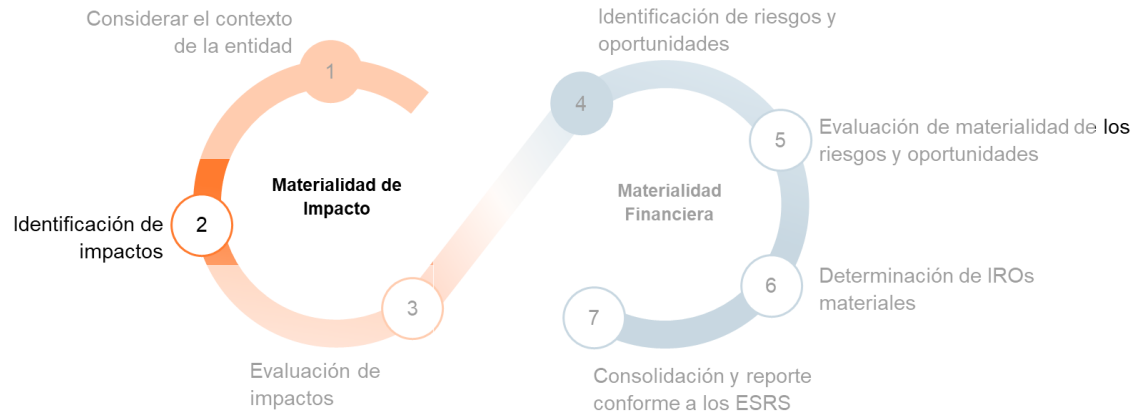 Considerar el contexto
de la entidad
1
Materialidad de
Impacto
2
Identificación de
impactos
3
Evaluación de
impactos
Identificación de riesgos y
oportunidades
4
5
Evaluación de materialidad de los
riesgos y oportunidades
Materialidad
Financiera
6
Determinación de IROs
materiales
7
Consolidación y reporte
conforme a los ESRS